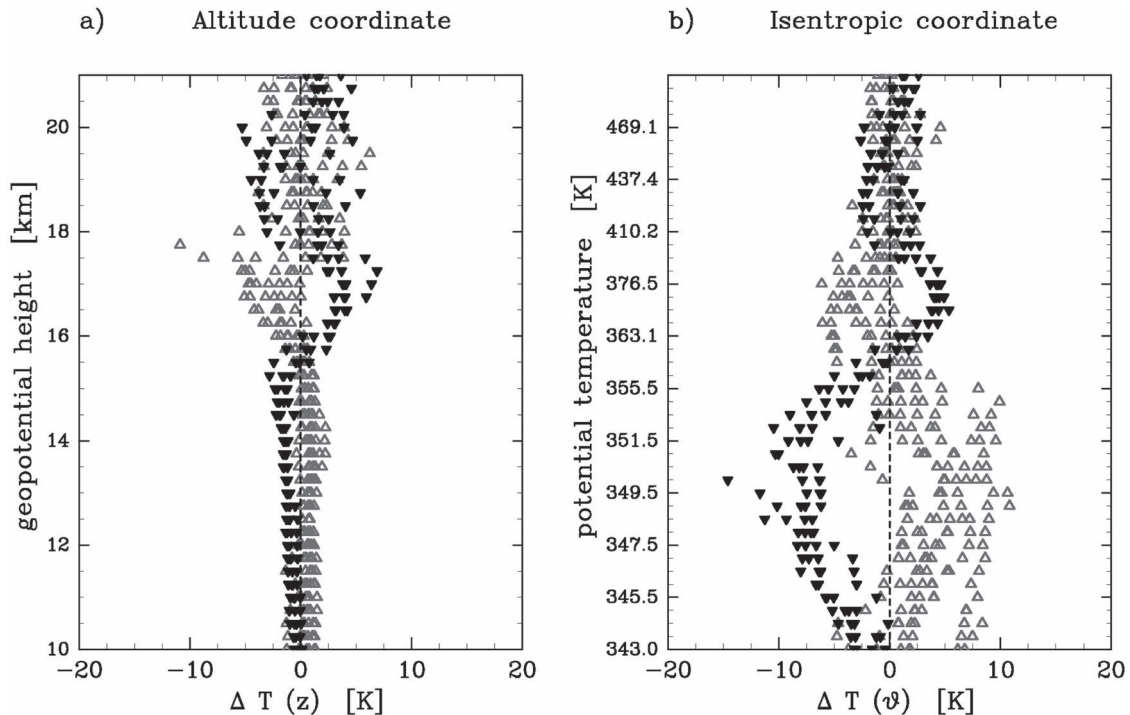 a) Altitude coordinate
20
18
16
14
12
10
geopotential height [km]
−20 −10 0 10 20
Δ T (z) [K]
b) Isentropic coordinate
469.1
437.4
410.2
376.5
363.1
355.5
351.5
349.5
347.5
345.5
343.0
potential temperature [K]
−20 −10 0 10 20
Δ T (ϑ) [K]